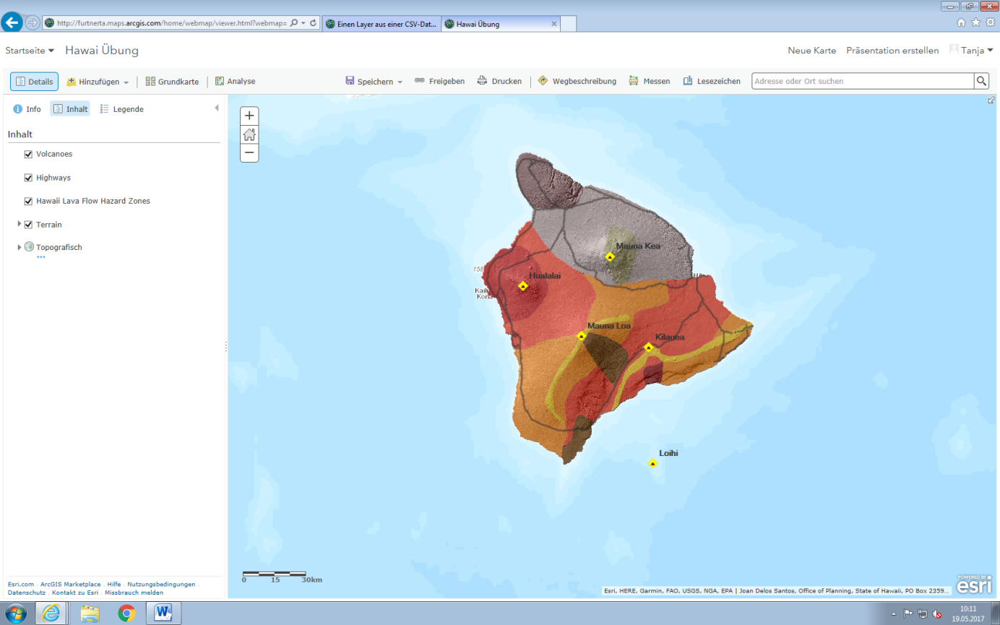 http://furtnerta.maps.arcgis.com/home/webmap/viewer.html?webmap=
Einen Layer aus einer CSV-Dat...
Hawai Übung
Startseite
Hawai Übung
Neue Karte
Präsentation erstellen
Tanja
Details
Hinzufügen
Grundkarte
Analyse
Speichern
Freigeben
Drucken
Wegbeschreibung
Messen
Lesezeichen
Adresse oder Ort suchen
Info
Inhalt
Legende
Inhalt
Volcanoes
Highways
Hawaii Lava Flow Hazard Zones
Terrain
Topografisch
Mauna Kea
158
Hualalai
Mauna Loa
Kilauea
Loihi
0 15 30km
Esri.com . ArcGIS Marketplace . Hilfe . Nutzungsbedingungen .
Datenschutz . Kontakt zu Esri . Missbrauch melden
Esri, HERE, Garmin, FAO, USGS, NGA, EPA | Joan Delos Santos, Office of Planning, State of Hawaii, PO Box 2359...
POWERED BY
esri
10:11
19.05.2017